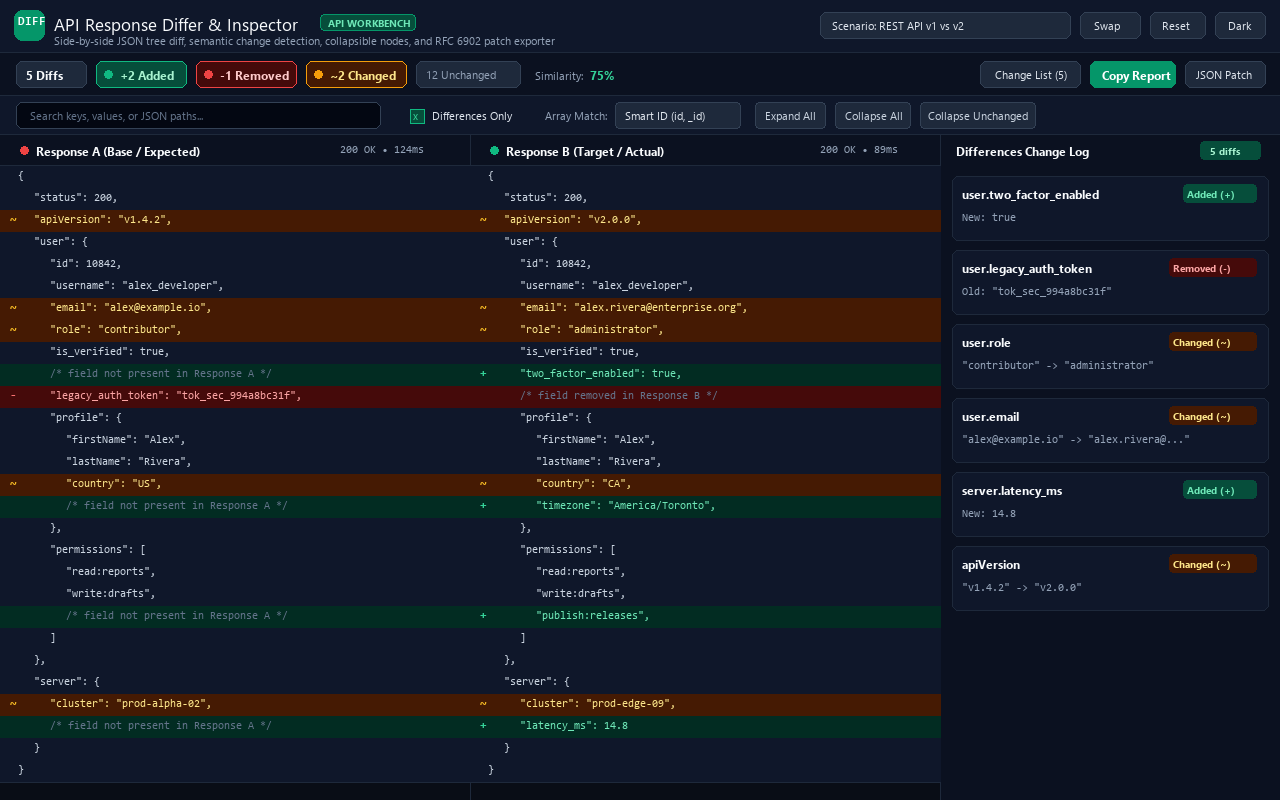 DIFF
API Response Differ & Inspector
API WORKBENCH
Side-by-side JSON tree diff, semantic change detection, collapsible nodes, and RFC 6902 patch exporter
Scenario: REST API v1 vs v2
Swap
Reset
Dark
5 Diffs
+2 Added
-1 Removed
~2 Changed
12 Unchanged
Similarity: 75%
Change List (5)
Copy Report
JSON Patch
Search keys, values, or JSON paths...
x Differences Only
Array Match:
Smart ID (id, _id)
Expand All
Collapse All
Collapse Unchanged
Response A (Base / Expected)
200 OK • 124ms
{
"status": 200,
~ "apiVersion": "v1.4.2",
"user": {
"id": 10842,
"username": "alex_developer",
~ "email": "alex@example.io",
~ "role": "contributor",
"is_verified": true,
/* field not present in Response A */
- "legacy_auth_token": "tok_sec_994a8bc31f",
"profile": {
"firstName": "Alex",
"lastName": "Rivera",
~ "country": "US",
/* field not present in Response A */
},
"permissions": [
"read:reports",
"write:drafts",
/* field not present in Response A */
]
},
"server": {
~ "cluster": "prod-alpha-02",
/* field not present in Response A */
}
}
Response B (Target / Actual)
200 OK • 89ms
{
"status": 200,
~ "apiVersion": "v2.0.0",
"user": {
"id": 10842,
"username": "alex_developer",
~ "email": "alex.rivera@enterprise.org",
~ "role": "administrator",
"is_verified": true,
+ "two_factor_enabled": true,
/* field removed in Response B */
"profile": {
"firstName": "Alex",
"lastName": "Rivera",
~ "country": "CA",
+ "timezone": "America/Toronto",
},
"permissions": [
"read:reports",
"write:drafts",
+ "publish:releases",
]
},
"server": {
~ "cluster": "prod-edge-09",
+ "latency_ms": 14.8
}
}
Differences Change Log
5 diffs
user.two_factor_enabled
Added (+)
New: true
user.legacy_auth_token
Removed (-)
Old: "tok_sec_994a8bc31f"
user.role
Changed (~)
"contributor" -> "administrator"
user.email
Changed (~)
"alex@example.io" -> "alex.rivera@..."
server.latency_ms
Added (+)
New: 14.8
apiVersion
Changed (~)
"v1.4.2" -> "v2.0.0"